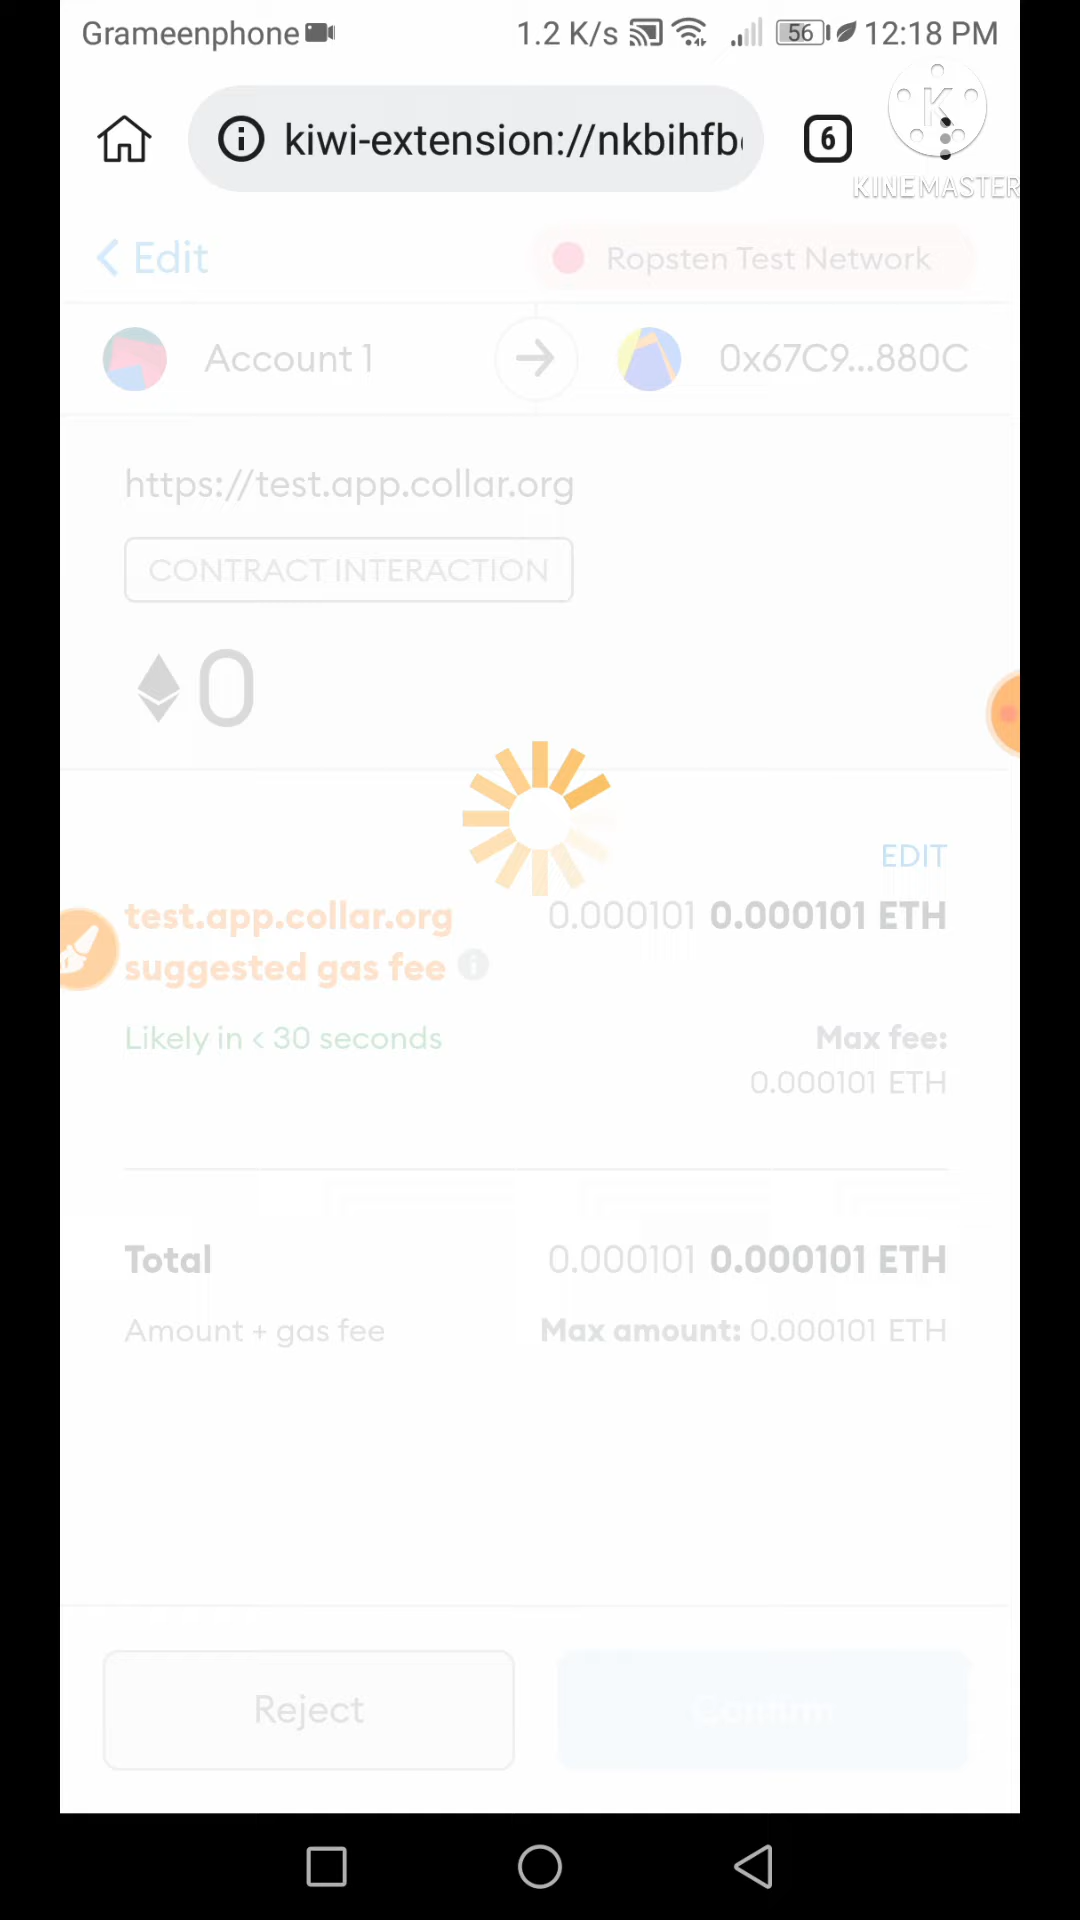 Grameenphone 1.2 K/s 56 12:18 PM
kiwi-extension://nkbihfb
6
K
KINEMASTER
Edit Ropsten Test Network
Account 1 0x67C9...880C
https://test.app.collar.org
CONTRACT INTERACTION
0
EDIT
test.app.collar.org 0.000101 0.000101 ETH
suggested gas fee
Likely in < 30 seconds Max fee:
0.000101 ETH
Total 0.000101 0.000101 ETH
Amount + gas fee Max amount: 0.000101 ETH
Reject Confirm